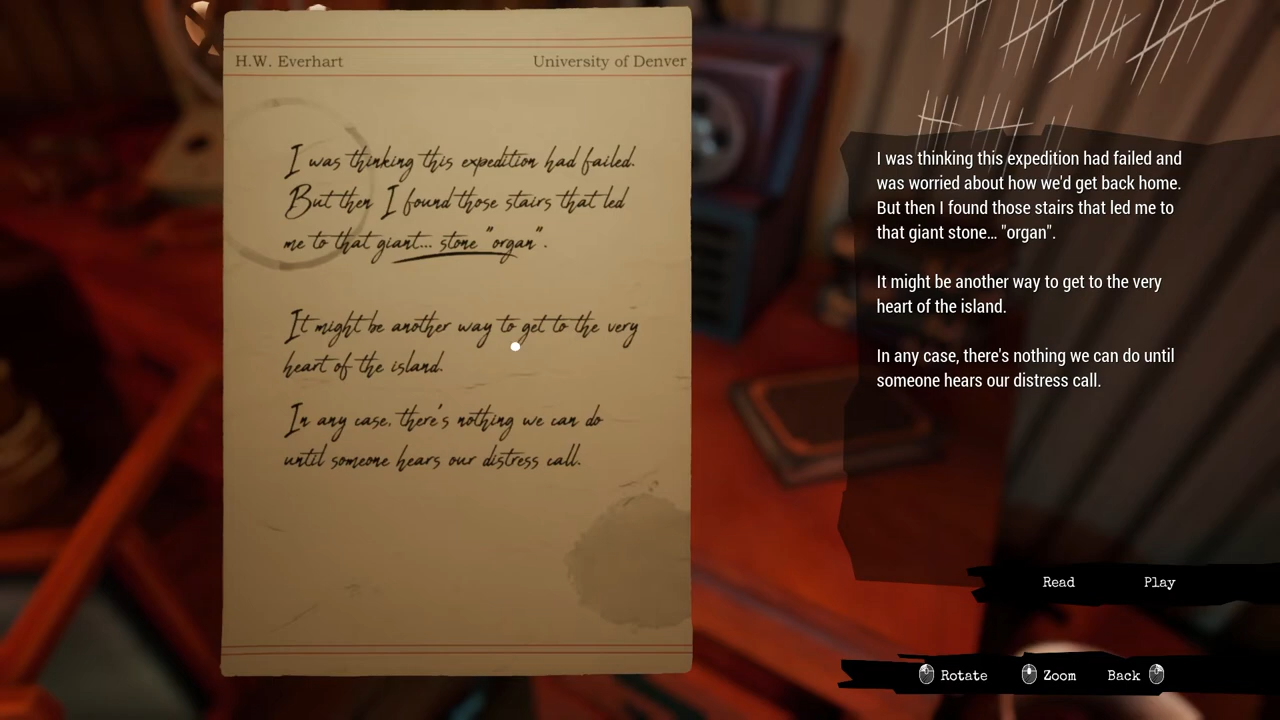 H.W. Everhart
University of Denver
I was thinking this expedition had failed.
But then I found those stairs that led
me to that giant... stone "organ".
It might be another way to get to the very
heart of the island.
In any case, there's nothing we can do
until someone hears our distress call.
I was thinking this expedition had failed and
was worried about how we'd get back home.
But then I found those stairs that led me to
that giant stone... "organ".
It might be another way to get to the very
heart of the island.
In any case, there's nothing we can do until
someone hears our distress call.
Read
Play
Rotate
Zoom
Back